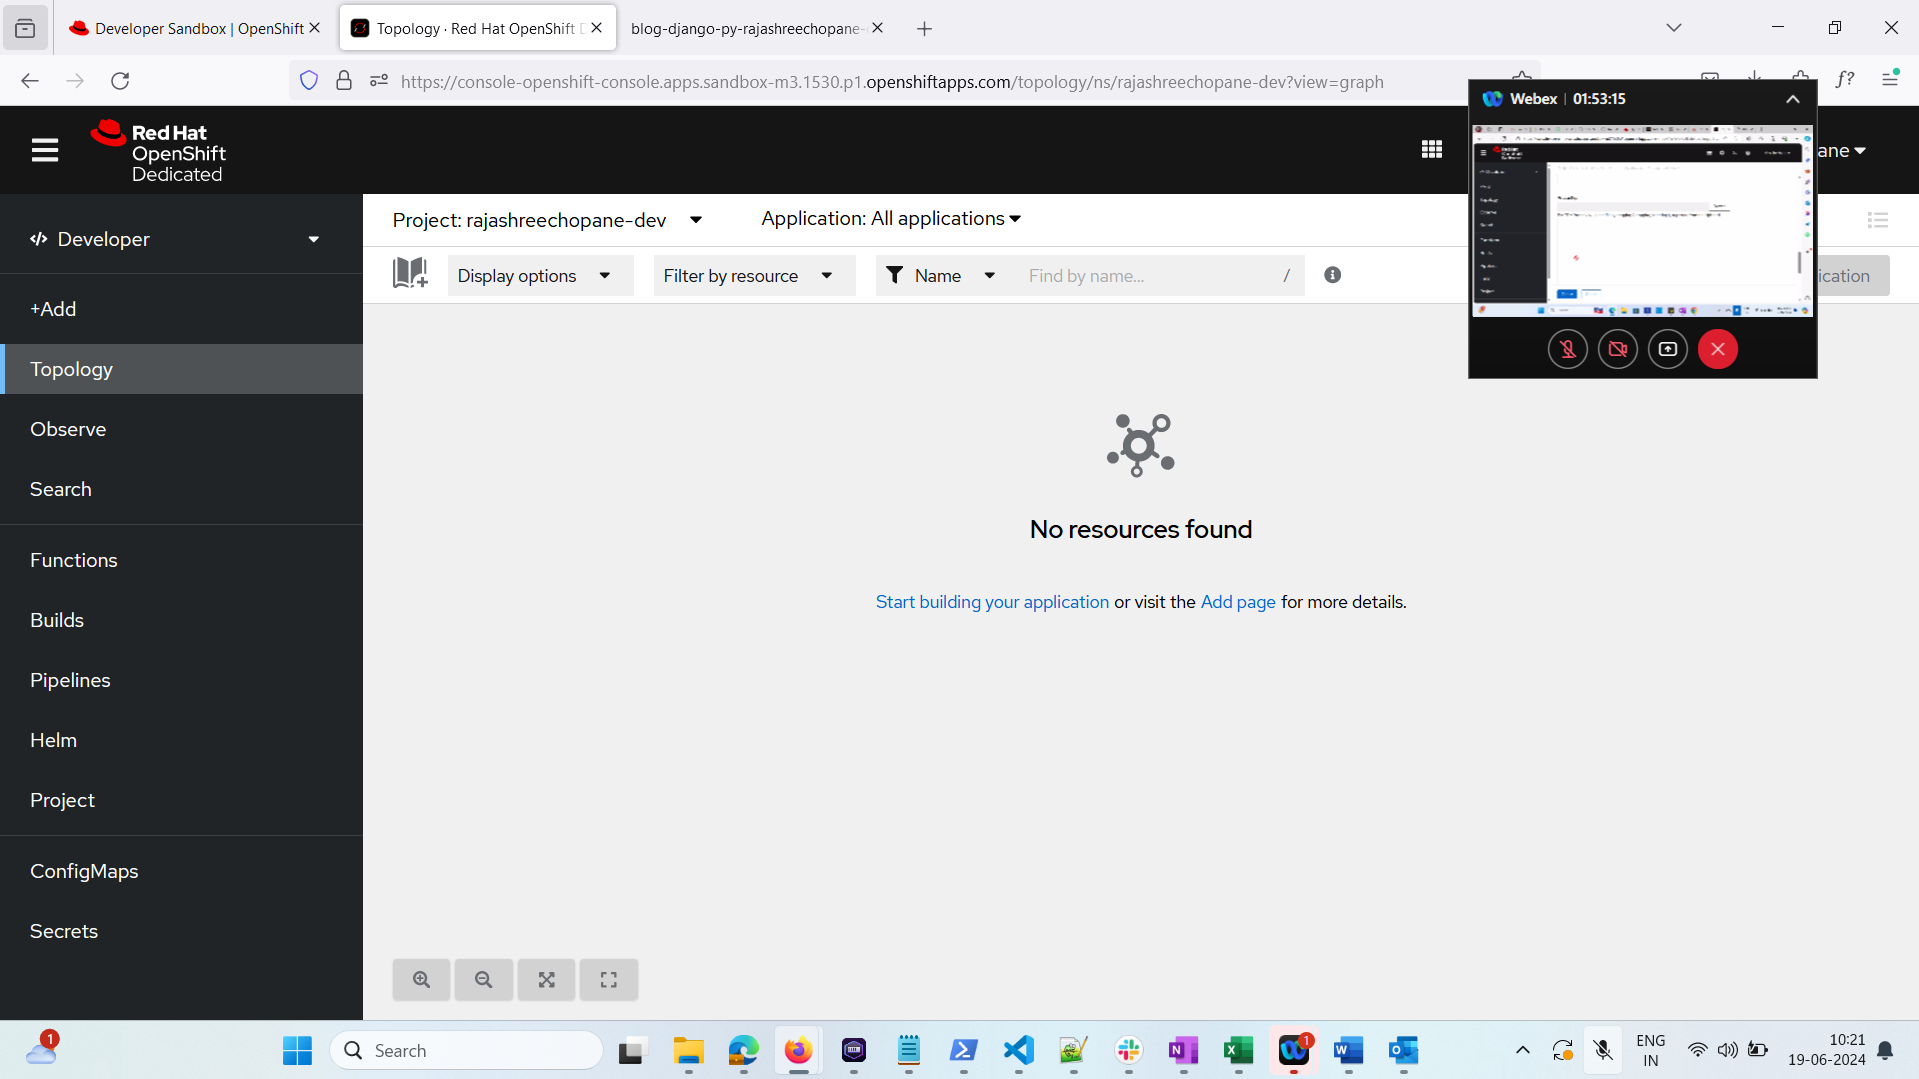 Developer Sandbox | OpenShift
Topology · Red Hat OpenShift D
blog-django-py-rajashreechopane-
https://console-openshift-console.apps.sandbox-m3.1530.p1.openshiftapps.com/topology/ns/rajashreechopane-dev?view=graph
Webex | 01:53:15
Red Hat
OpenShift
Dedicated
ane
Developer
Project: rajashreechopane-dev
Application: All applications
Display options
Filter by resource
Name
Find by name...
/
ication
+Add
Topology
Observe
Search
Functions
Builds
Pipelines
Helm
Project
ConfigMaps
Secrets
No resources found
Start building your application or visit the Add page for more details.
1
Search
1
ENG
IN
10:21
19-06-2024